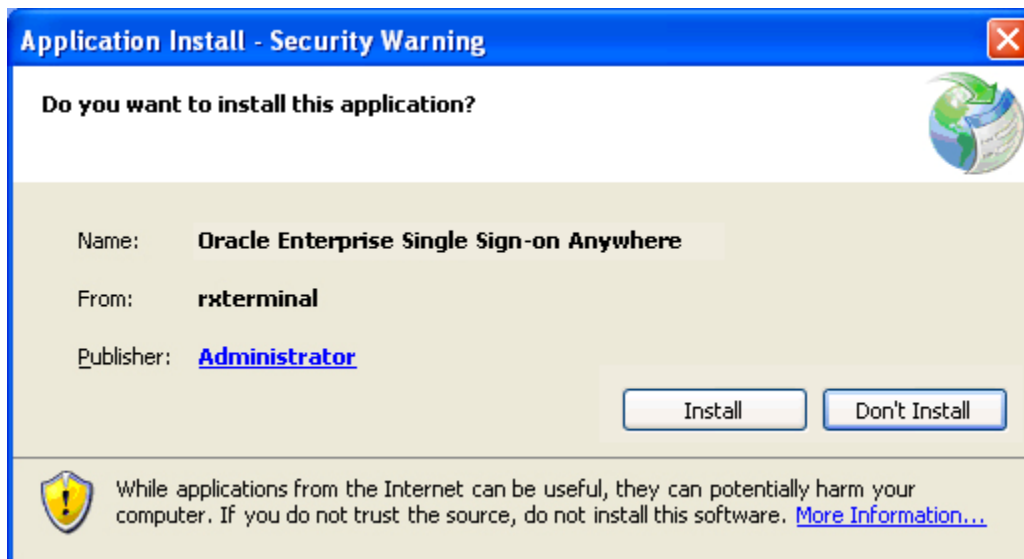 Application Install - Security Warning
Do you want to install this application?
Name: Oracle Enterprise Single Sign-on Anywhere
From: rxterminal
Publisher: Administrator
Install Don't Install
While applications from the Internet can be useful, they can potentially harm your
computer. If you do not trust the source, do not install this software. More Information...